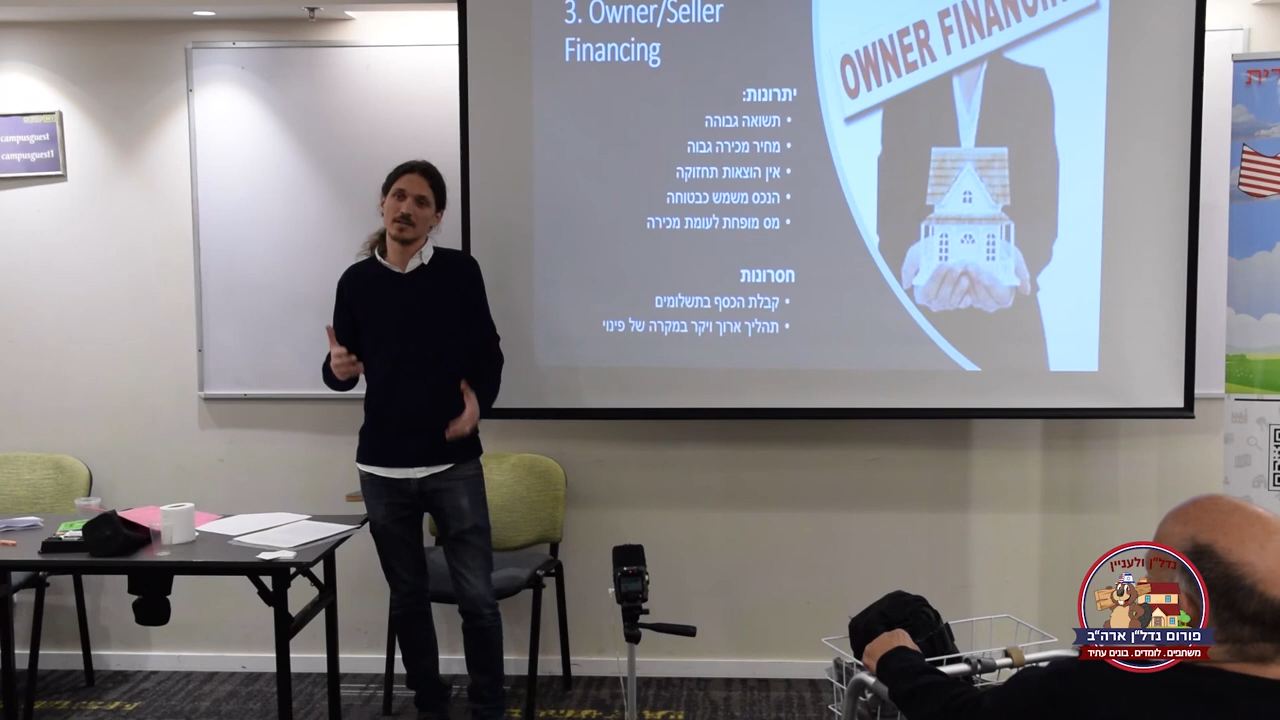 3. Owner/Seller
Financing
יתרונות:
• תשואה גבוהה
• מחיר מכירה גבוה
• אין הוצאות תחזוקה
• הנכס משמש כבטוחה
• מס מופחת לעומת מכירה
חסרונות
• קבלת הכסף בתשלומים
• תהליך ארוך ויקר במקרה של פינוי
OWNER
campusguest
campusguest1
נדל"ן ולעניין
פורום נדל"ן ארה"ב
משתפים. לומדים. בונים עתיד